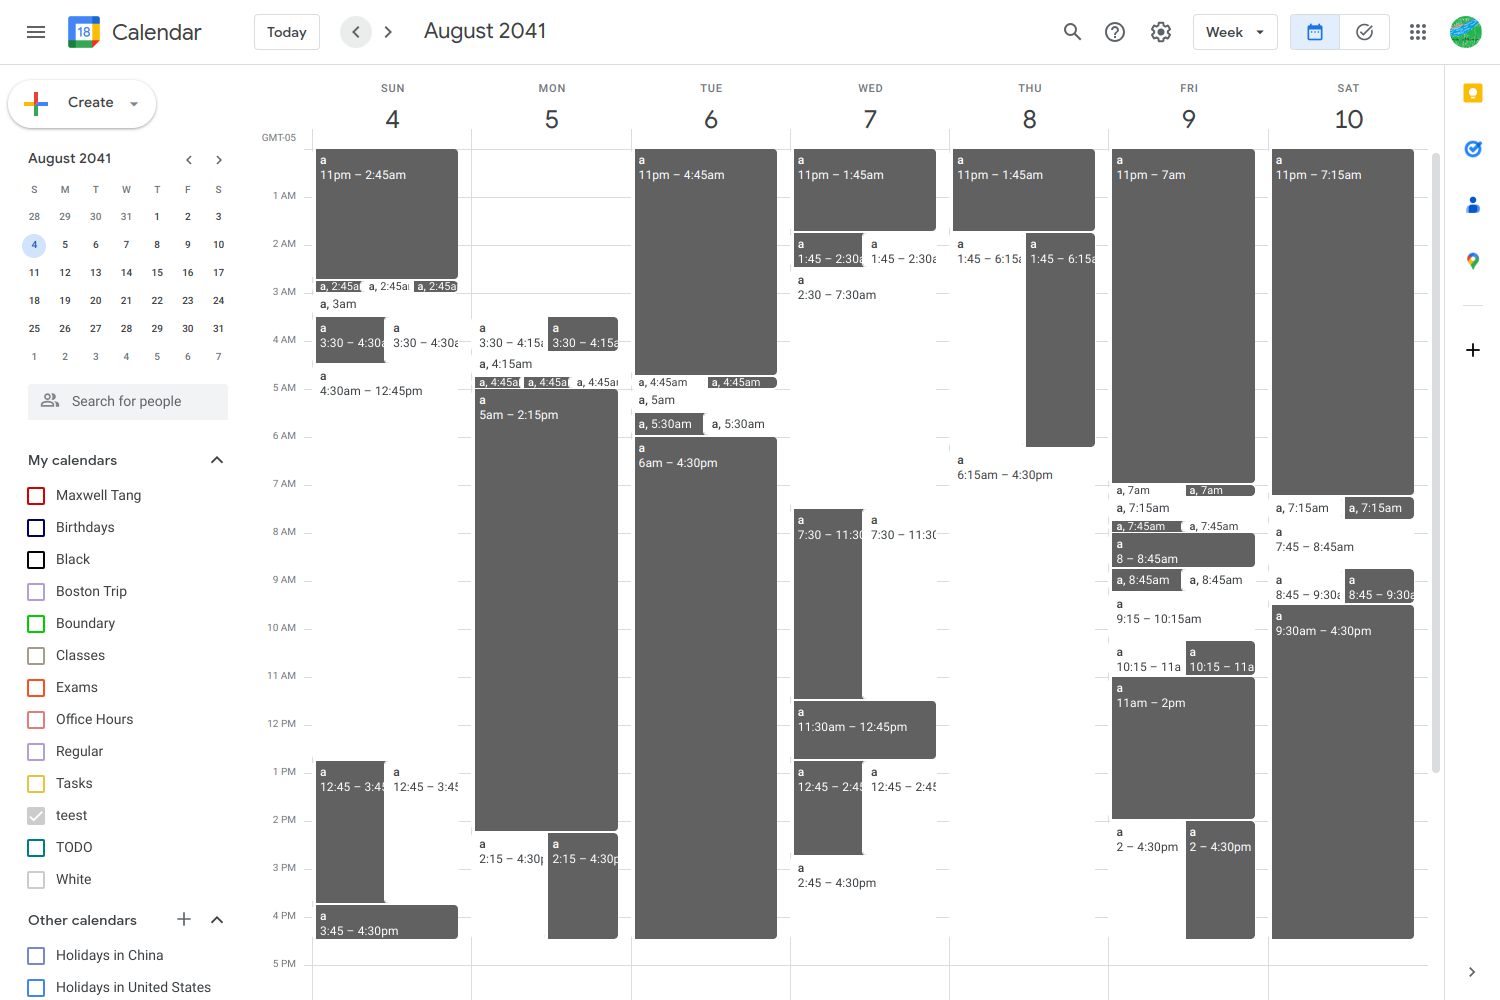 18 Calendar
Today
August 2041
Week
Create
August 2041
S M T W T F S
28 29 30 31 1 2 3
4 5 6 7 8 9 10
11 12 13 14 15 16 17
18 19 20 21 22 23 24
25 26 27 28 29 30 31
1 2 3 4 5 6 7
Search for people
My calendars
Maxwell Tang
Birthdays
Black
Boston Trip
Boundary
Classes
Exams
Office Hours
Regular
Tasks
teest
TODO
White
Other calendars
Holidays in China
Holidays in United States
GMT-05
1 AM
2 AM
3 AM
4 AM
5 AM
6 AM
7 AM
8 AM
9 AM
10 AM
11 AM
12 PM
1 PM
2 PM
3 PM
4 PM
5 PM
SUN
4
a
11pm – 2:45am
a, 2:45a
a, 2:45a
a, 2:45a
a, 3am
a
3:30 – 4:30a
a
3:30 – 4:30a
a
4:30am – 12:45pm
a
12:45 – 3:45
a
12:45 – 3:45
a
3:45 – 4:30pm
MON
5
a
3:30 – 4:15a
a
3:30 – 4:15a
a, 4:15am
a, 4:45a
a, 4:45a
a, 4:45a
a
5am – 2:15pm
a
2:15 – 4:30p
a
2:15 – 4:30p
TUE
6
a
11pm – 4:45am
a, 4:45am
a, 4:45am
a, 5am
a, 5:30am
a, 5:30am
a
6am – 4:30pm
WED
7
a
11pm – 1:45am
a
1:45 – 2:30a
a
1:45 – 2:30a
a
2:30 – 7:30am
a
7:30 – 11:30
a
7:30 – 11:30
a
11:30am – 12:45pm
a
12:45 – 2:45
a
12:45 – 2:45
a
2:45 – 4:30pm
THU
8
a
11pm – 1:45am
a
1:45 – 6:15a
a
1:45 – 6:15a
a
6:15am – 4:30pm
FRI
9
a
11pm – 7am
a, 7am
a, 7am
a, 7:15am
a, 7:45am
a, 7:45am
a
8 – 8:45am
a, 8:45am
a, 8:45am
a
9:15 – 10:15am
a
10:15 – 11a
a
10:15 – 11a
a
11am – 2pm
a
2 – 4:30pm
a
2 – 4:30pm
SAT
10
a
11pm – 7:15am
a, 7:15am
a, 7:15am
a
7:45 – 8:45am
a
8:45 – 9:30a
a
8:45 – 9:30a
a
9:30am – 4:30pm